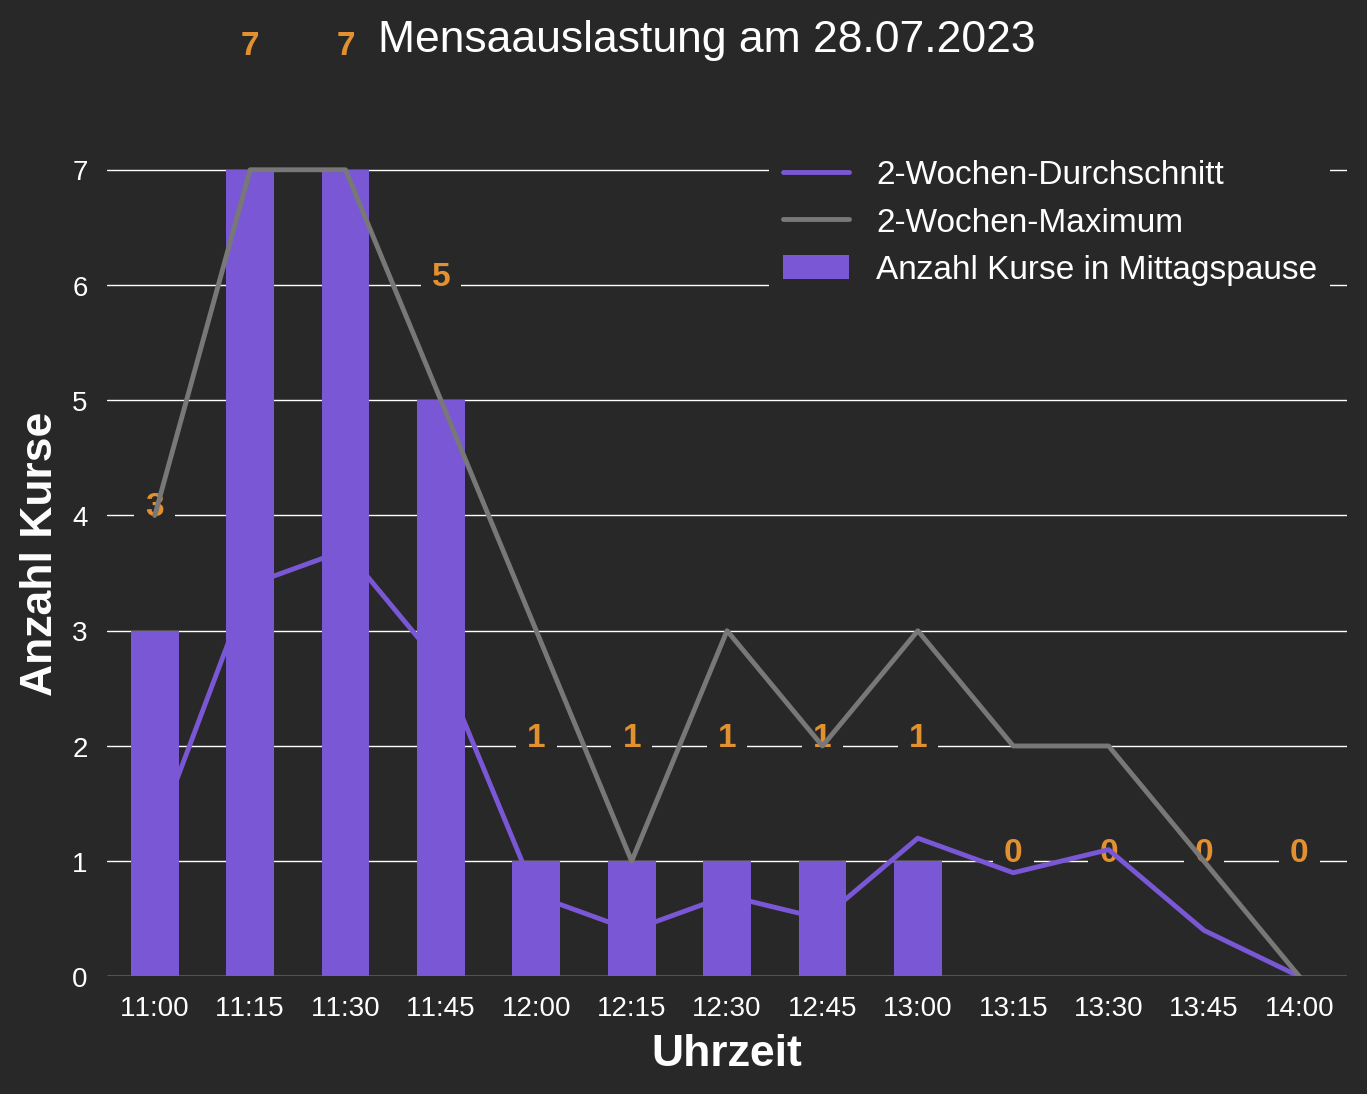 7 7 Mensaauslastung am 28.07.2023
7
2-Wochen-Durchschnitt
2-Wochen-Maximum
6
5
Anzahl Kurse in Mittagspause
5
4
3
3
2
1 1 1 1 1
1
0 0 0 0
0
11:00 11:15 11:30 11:45 12:00 12:15 12:30 12:45 13:00 13:15 13:30 13:45 14:00
Uhrzeit
Anzahl Kurse